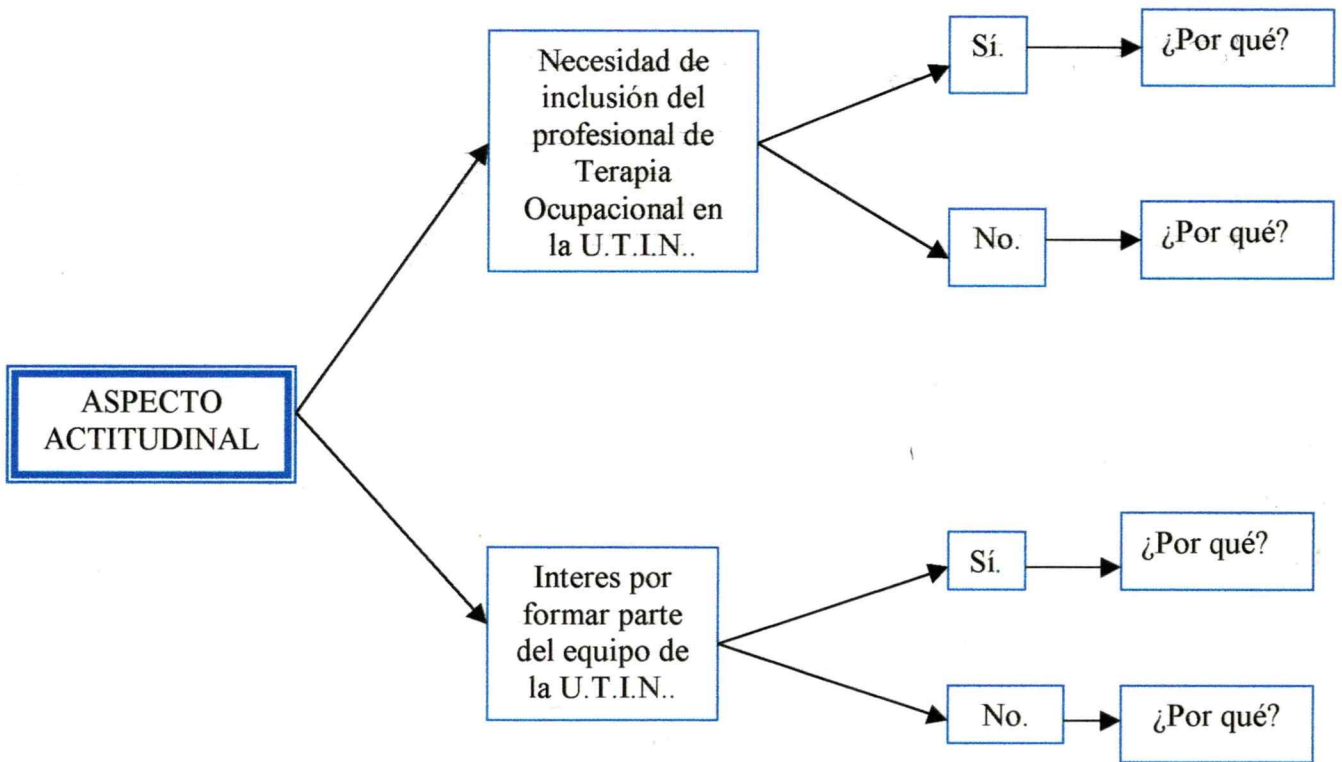 Necesidad de
inclusión del
profesional de
Terapia
Ocupacional en
la U.T.I.N..
Sí.
¿Por qué?
No.
¿Por qué?
ASPECTO
ACTITUDINAL
Interes por
formar parte
del equipo de
la U.T.I.N..
Sí.
¿Por qué?
No.
¿Por qué?